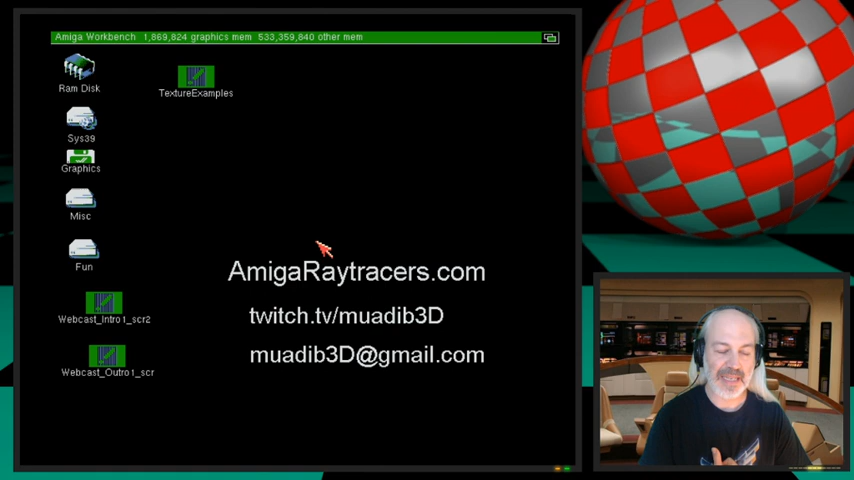 Amiga Workbench 1,869,824 graphics mem 533,359,840 other mem
Ram Disk
TextureExamples
Sys39
Graphics
Misc
Fun
AmigaRaytracers.com
twitch.tv/muadib3D
muadib3D@gmail.com
Webcast_Intro1_scr2
Webcast_Outro1_scr